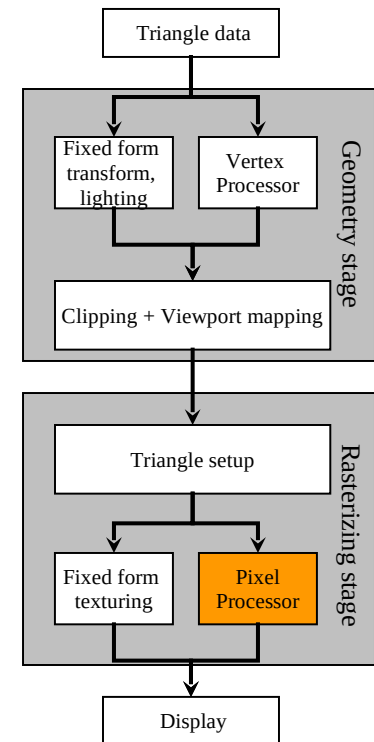 Triangle data
Fixed form
transform,
lighting
Vertex
Processor
Geometry stage
Clipping + Viewport mapping
Triangle setup
Rasterizing stage
Fixed form
texturing
Pixel
Processor
Display